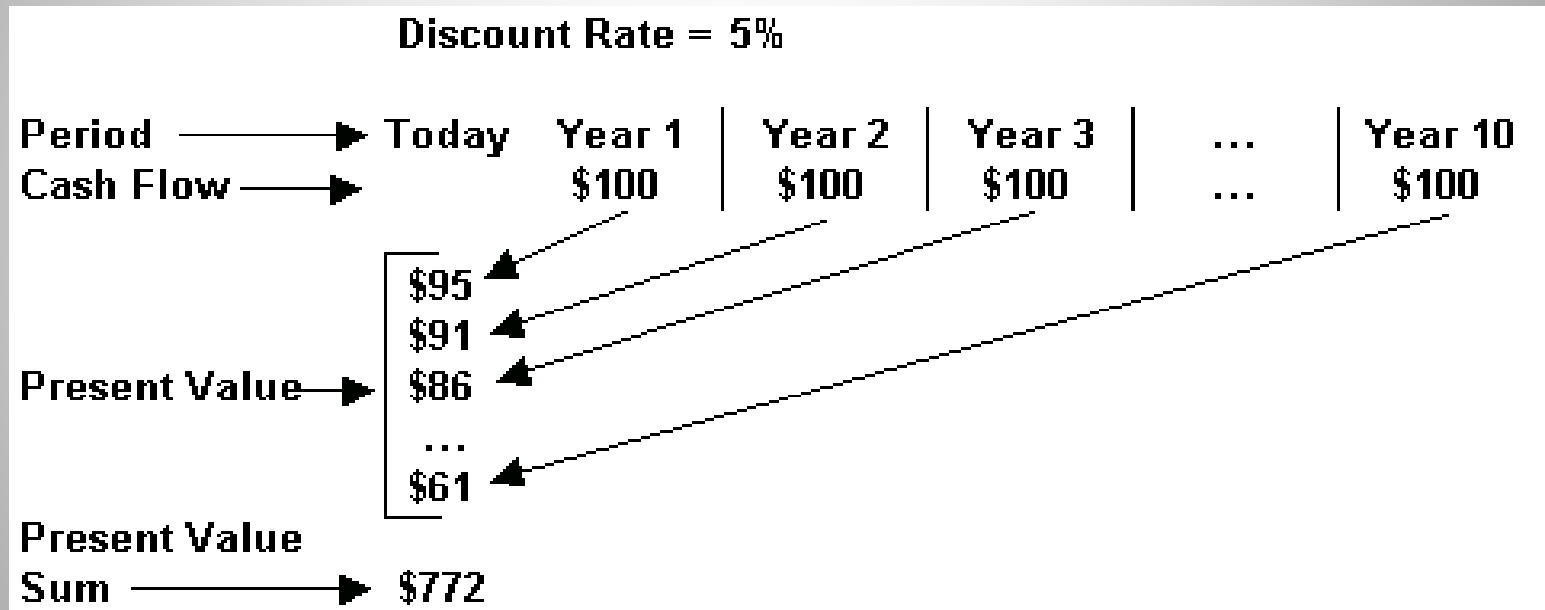 Discount Rate = 5%
Period Today Year 1 Year 2 Year 3 ... Year 10
Cash Flow $100 $100 $100 ... $100
$95
$91
Present Value $86
...
$61
Present Value
Sum $772